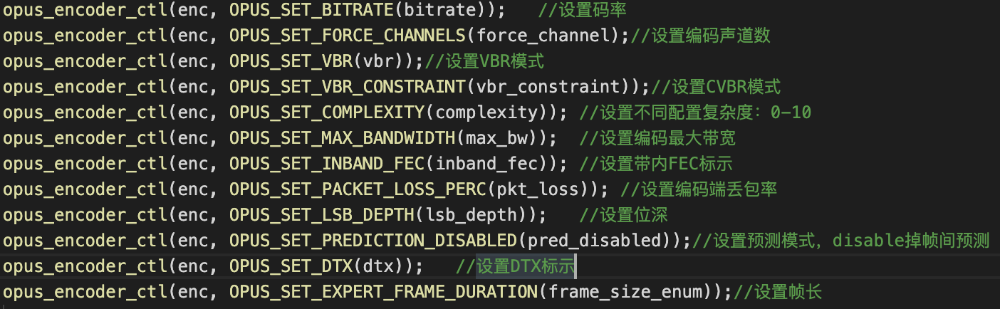 opus_encoder_ctl(enc, OPUS_SET_BITRATE(bitrate));   //设置码率
opus_encoder_ctl(enc, OPUS_SET_FORCE_CHANNELS(force_channel);//设置编码声道数
opus_encoder_ctl(enc, OPUS_SET_VBR(vbr));//设置VBR模式
opus_encoder_ctl(enc, OPUS_SET_VBR_CONSTRAINT(vbr_constraint));//设置CVBR模式
opus_encoder_ctl(enc, OPUS_SET_COMPLEXITY(complexity)); //设置不同配置复杂度：0-10
opus_encoder_ctl(enc, OPUS_SET_MAX_BANDWIDTH(max_bw));  //设置编码最大带宽
opus_encoder_ctl(enc, OPUS_SET_INBAND_FEC(inband_fec)); //设置带内FEC标示
opus_encoder_ctl(enc, OPUS_SET_PACKET_LOSS_PERC(pkt_loss)); //设置编码端丢包率
opus_encoder_ctl(enc, OPUS_SET_LSB_DEPTH(lsb_depth));   //设置位深
opus_encoder_ctl(enc, OPUS_SET_PREDICTION_DISABLED(pred_disabled));//设置预测模式，disable掉帧间预测
opus_encoder_ctl(enc, OPUS_SET_DTX(dtx));   //设置DTX标示
opus_encoder_ctl(enc, OPUS_SET_EXPERT_FRAME_DURATION(frame_size_enum));//设置帧长